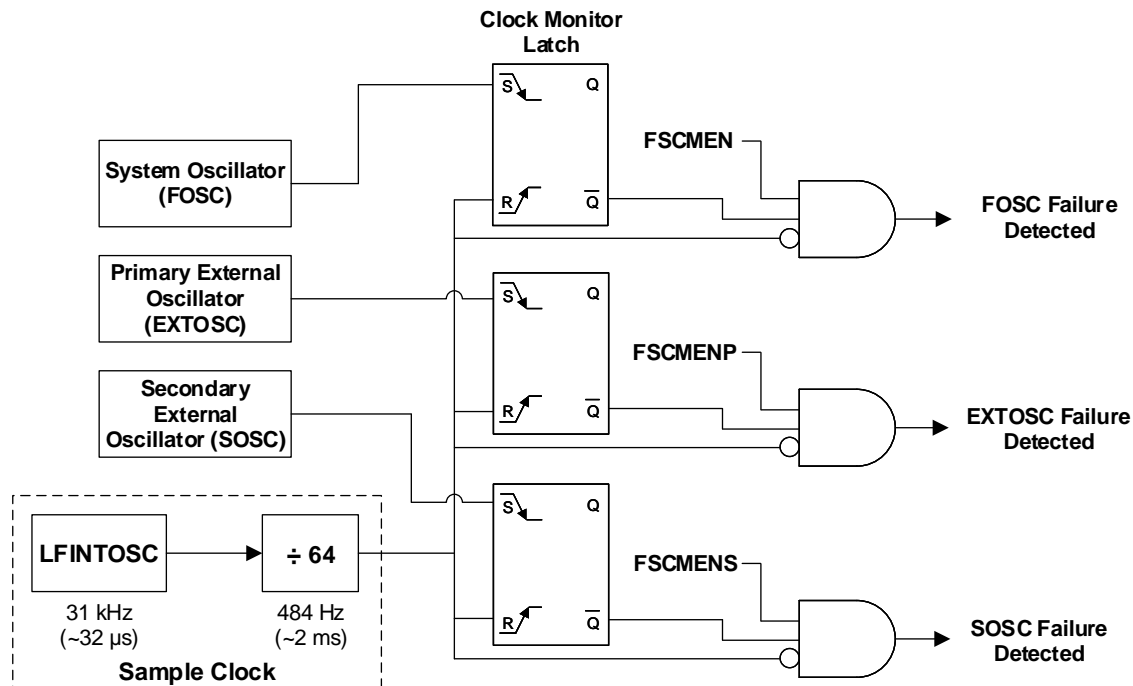 Clock Monitor
Latch
S
Q
R
Q
System Oscillator
(FOSC)
FSCMEN
FOSC Failure
Detected
Primary External
Oscillator
(EXTOSC)
S
Q
R
Q
FSCMENP
EXTOSC Failure
Detected
Secondary
External
Oscillator (SOSC)
S
Q
R
Q
FSCMENS
SOSC Failure
Detected
LFINTOSC
÷ 64
31 kHz
(~32 µs)
484 Hz
(~2 ms)
Sample Clock